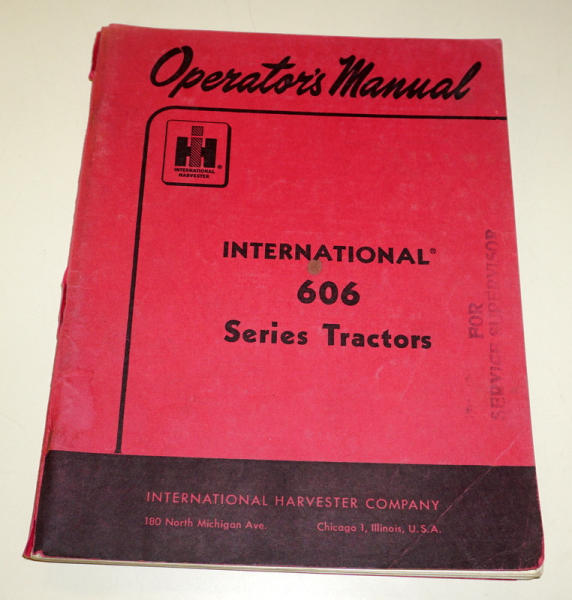 Operator's Manual
IH ®
INTERNATIONAL
HARVESTER
INTERNATIONAL®
606
Series Tractors
FOR
SERVICE SUPERVISOR
INTERNATIONAL HARVESTER COMPANY
180 North Michigan Ave. Chicago 1, Illinois, U.S.A.